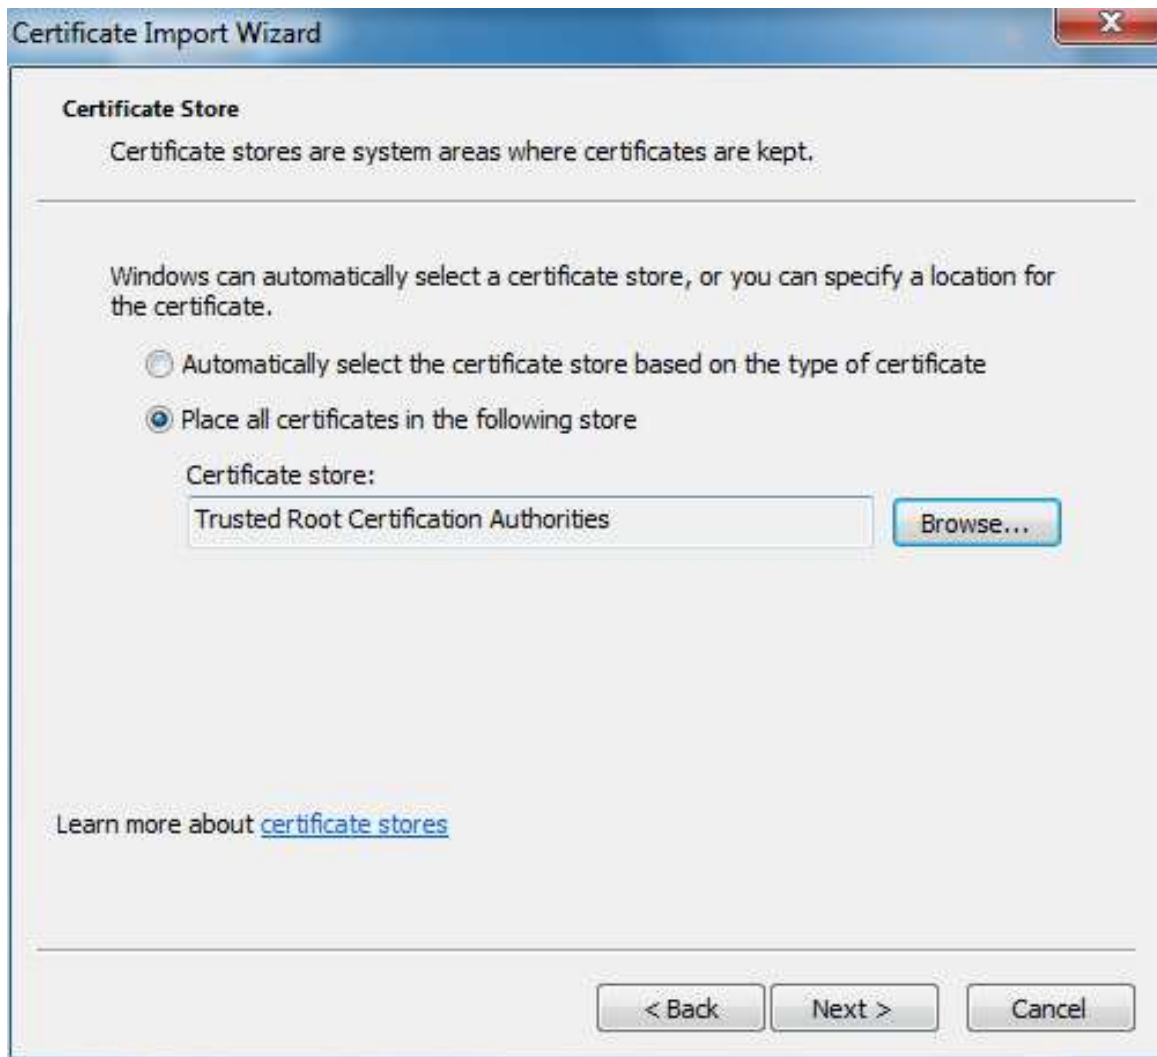 Certificate Import Wizard
Certificate Store
Certificate stores are system areas where certificates are kept.
Windows can automatically select a certificate store, or you can specify a location for
the certificate.
Automatically select the certificate store based on the type of certificate
Place all certificates in the following store
Certificate store:
Trusted Root Certification Authorities
Browse...
Learn more about certificate stores
< Back Next > Cancel